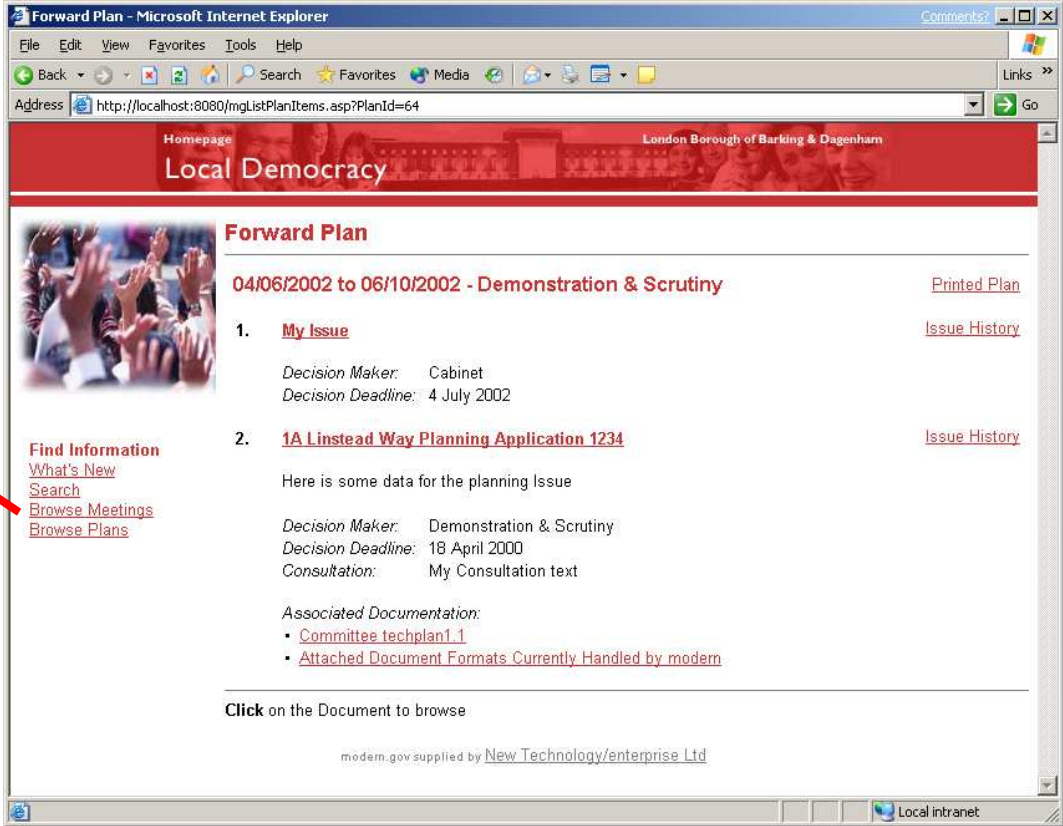 Forward Plan - Microsoft Internet Explorer Comments?
File Edit View Favorites Tools Help
Back Search Favorites Media Links »
Address http://localhost:8080/mgListPlanItems.asp?PlanId=64 Go
Homepage London Borough of Barking & Dagenham
Local Democracy
Forward Plan
04/06/2002 to 06/10/2002 - Demonstration & Scrutiny Printed Plan
1. My Issue Issue History
Decision Maker: Cabinet
Decision Deadline: 4 July 2002
2. 1A Linstead Way Planning Application 1234 Issue History
Here is some data for the planning Issue
Decision Maker: Demonstration & Scrutiny
Decision Deadline: 18 April 2000
Consultation: My Consultation text
Associated Documentation:
▪ Committee techplan1.1
▪ Attached Document Formats Currently Handled by modern
Find Information
What's New
Search
Browse Meetings
Browse Plans
Click on the Document to browse
modern.gov supplied by New Technology/enterprise Ltd
Local intranet